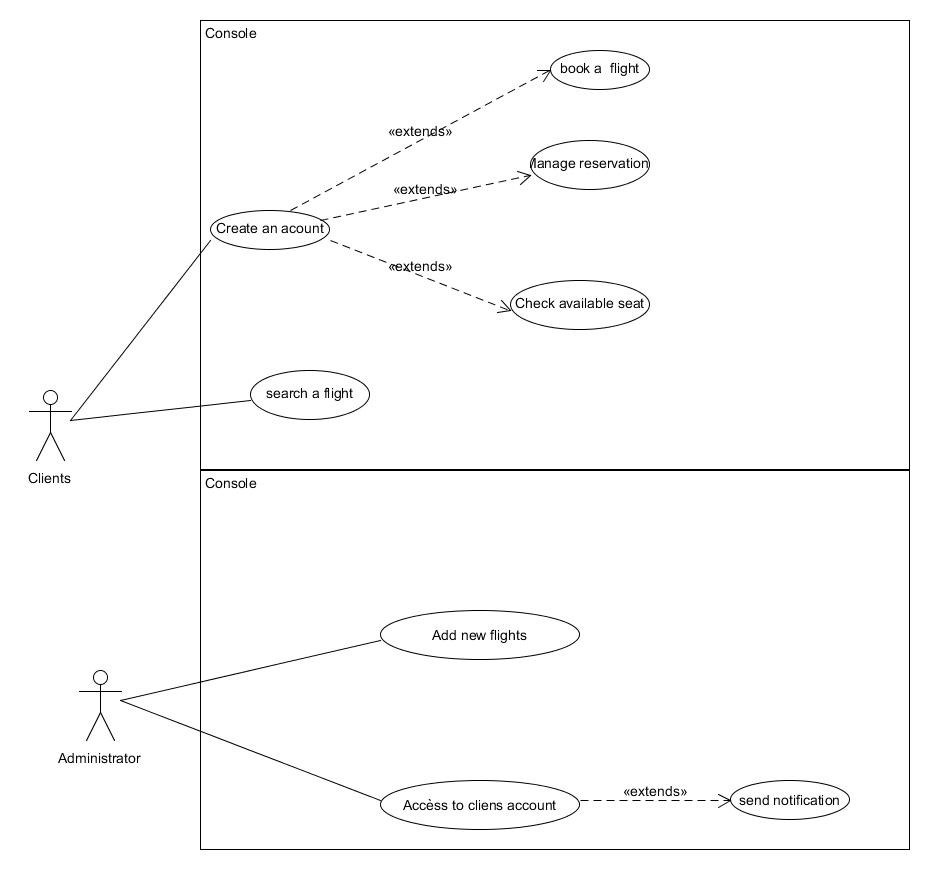 Console
book a  flight
«extends»
Manage reservation
«extends»
Create an acount
«extends»
Check available seat
search a flight
Clients
Console
Add new flights
Administrator
Accès to cliens account
«extends»
send notification